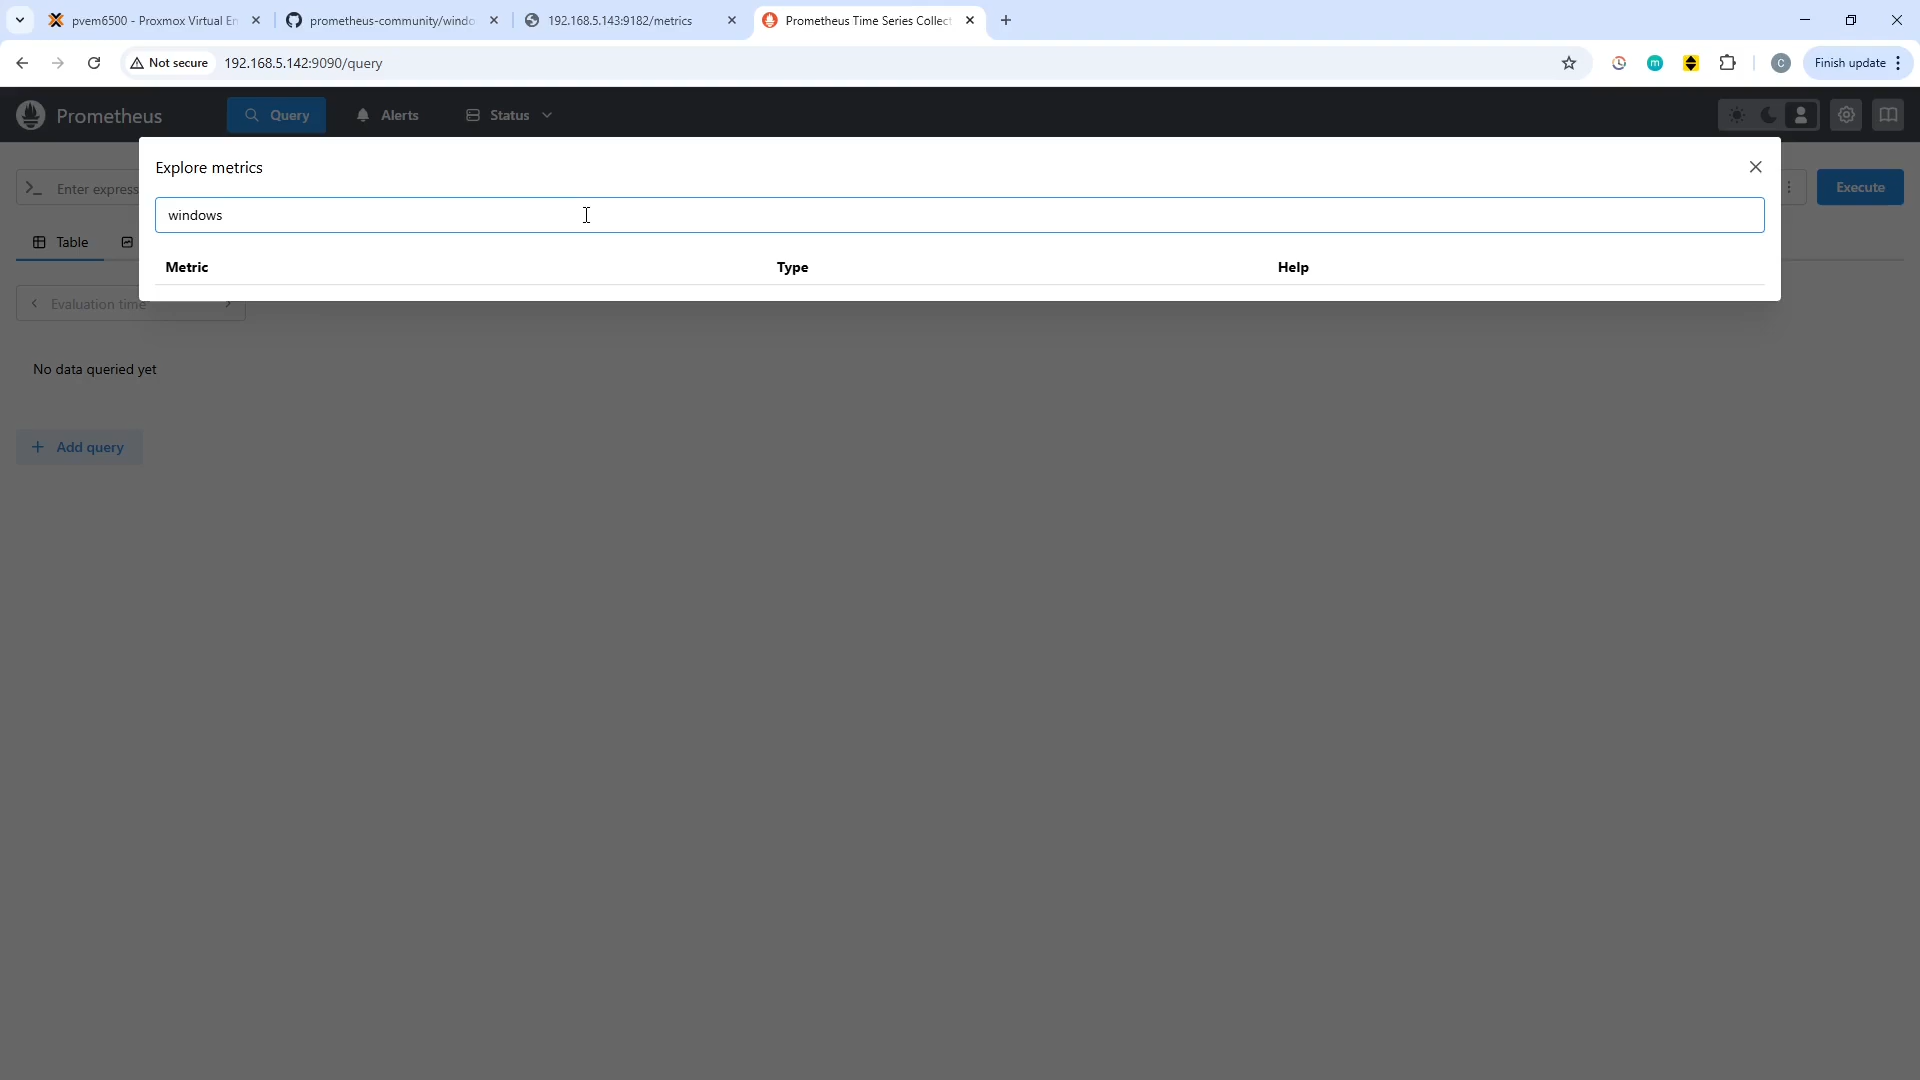 pvem6500 - Proxmox Virtual En
prometheus-community/windo
192.168.5.143:9182/metrics
Prometheus Time Series Collect
Not secure
192.168.5.142:9090/query
m
C
Finish update
Prometheus
Query
Alerts
Status
Explore metrics
Enter express
Execute
windows
Table
Metric
Type
Help
Evaluation time
No data queried yet
Add query